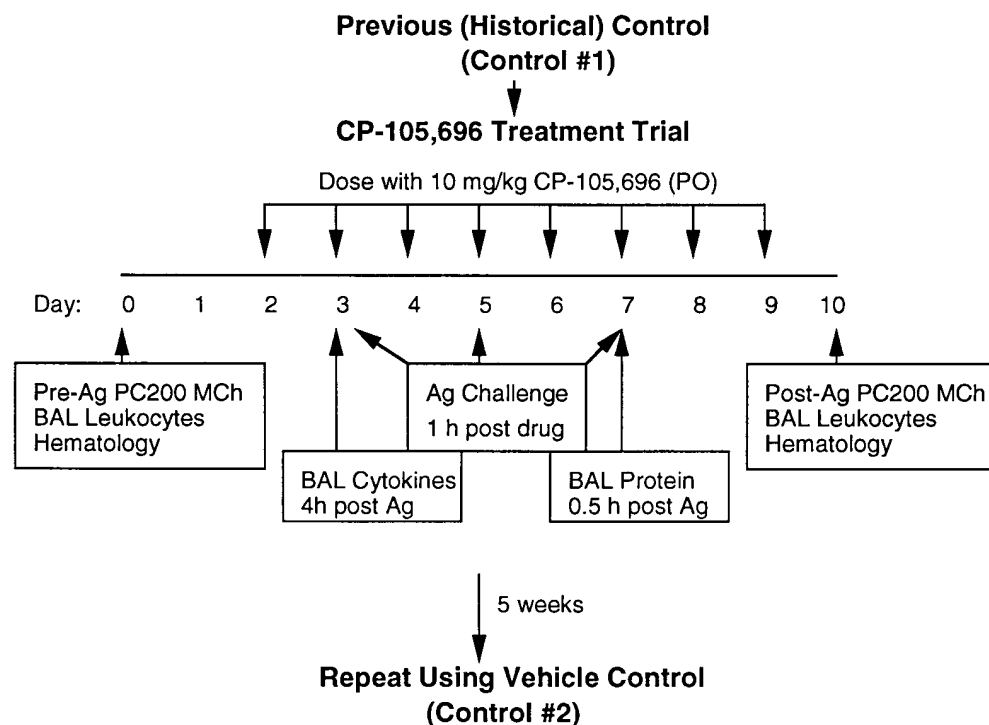 Previous (Historical) Control
(Control #1)
CP-105,696 Treatment Trial
Dose with 10 mg/kg CP-105,696 (PO)
Day: 0 1 2 3 4 5 6 7 8 9 10
Pre-Ag PC200 MCh
BAL Leukocytes
Hematology
Ag Challenge
1 h post drug
Post-Ag PC200 MCh
BAL Leukocytes
Hematology
BAL Cytokines
4h post Ag
BAL Protein
0.5 h post Ag
5 weeks
Repeat Using Vehicle Control
(Control #2)